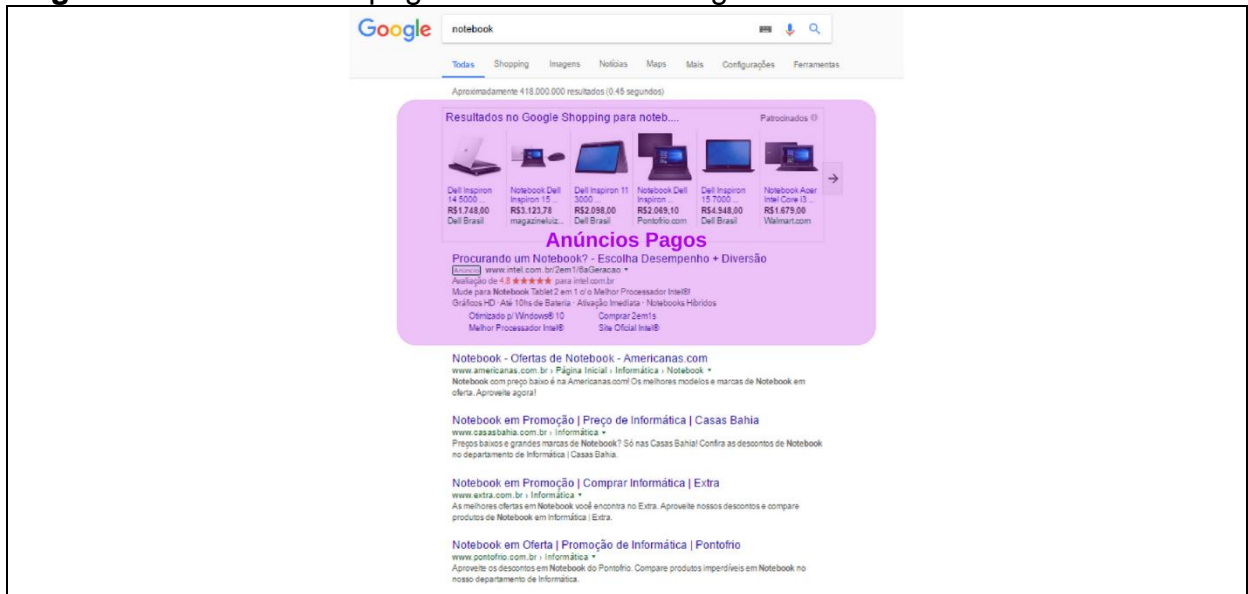 Google notebook
Todas Shopping Imagens Notícias Maps Mais Configurações Ferramentas
Aproximadamente 418.000.000 resultados (0,45 segundos)
Resultados no Google Shopping para noteb.... Patrocinados
Dell Inspiron 14 5000 ...
R$1.748,00
Dell Brasil
Notebook Dell Inspiron 15 ...
R$3.123,78
magazineluiz...
Dell Inspiron 11 3000 ...
R$2.098,00
Dell Brasil
Notebook Dell Inspiron ...
R$2.069,10
Pontofrio.com
Dell Inspiron 15 7000 ...
R$4.948,00
Dell Brasil
Notebook Acer Intel Core i3 ...
R$1.679,00
Walmart.com
Anúncios Pagos
Procurando um Notebook? - Escolha Desempenho + Diversão
Anúncio www.intel.com.br/2em1/6aGeracao
Avaliação de 4,8 ★★★★★ para intel.com.br
Mude para Notebook Tablet 2 em 1 c/o Melhor Processador Intel®!
Gráficos HD · Até 10hs de Bateria · Ativação Imediata · Notebooks Híbridos
Otimizado p/ Windows® 10 Comprar 2em1s
Melhor Processador Intel® Site Oficial Intel®
Notebook - Ofertas de Notebook - Americanas.com
www.americanas.com.br › Página Inicial › Informática › Notebook
Notebook com preço baixo é na Americanas.com! Os melhores modelos e marcas de Notebook em
oferta. Aproveite agora!
Notebook em Promoção | Preço de Informática | Casas Bahia
www.casasbahia.com.br › Informática
Preços baixos e grandes marcas de Notebook? Só nas Casas Bahia! Confira as descontos de Notebook
no departamento de Informática | Casas Bahia.
Notebook em Promoção | Comprar Informática | Extra
www.extra.com.br › Informática
As melhores ofertas em Notebook você encontra no Extra. Aproveite nossos descontos e compare
produtos de Notebook em Informática | Extra.
Notebook em Oferta | Promoção de Informática | Pontofrio
www.pontofrio.com.br › Informática
Aproveite os descontos em Notebook do Pontofrio. Compare produtos imperdíveis em Notebook no
nosso departamento de Informática.